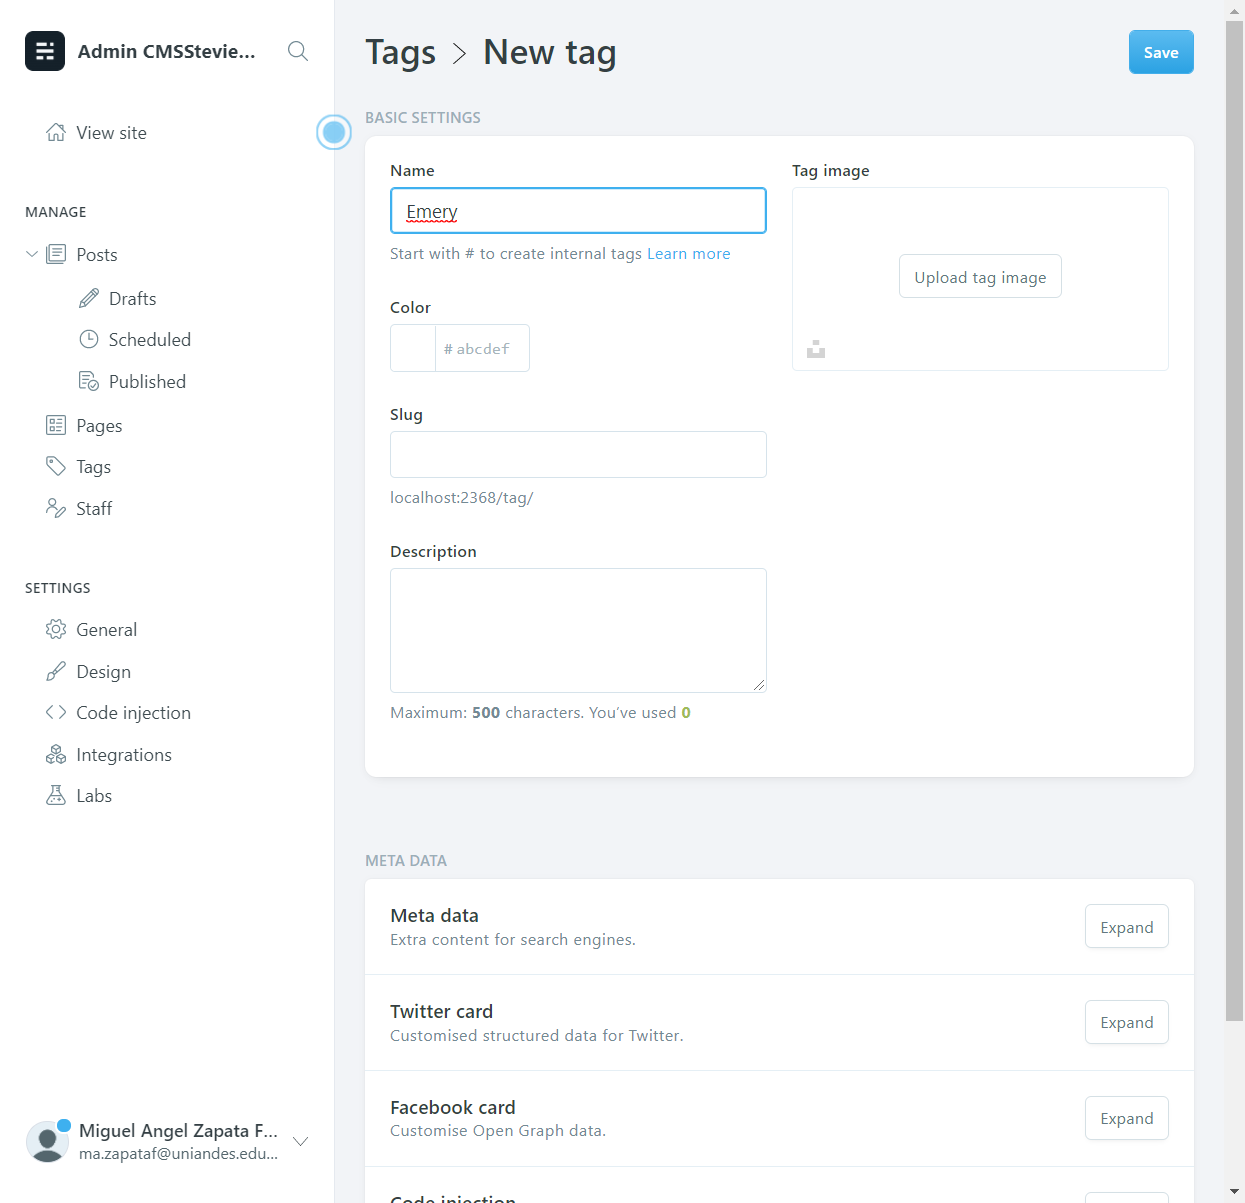 Admin CMSStevie...
View site
MANAGE
Posts
Drafts
Scheduled
Published
Pages
Tags
Staff
SETTINGS
General
Design
Code injection
Integrations
Labs
Miguel Angel Zapata F...
ma.zapataf@uniandes.edu...
Tags > New tag
Save
BASIC SETTINGS
Name
Emery
Start with # to create internal tags Learn more
Color
# abcdef
Slug
localhost:2368/tag/
Description
Maximum: 500 characters. You’ve used 0
Tag image
Upload tag image
META DATA
Meta data
Extra content for search engines.
Expand
Twitter card
Customised structured data for Twitter.
Expand
Facebook card
Customise Open Graph data.
Expand
Code injection